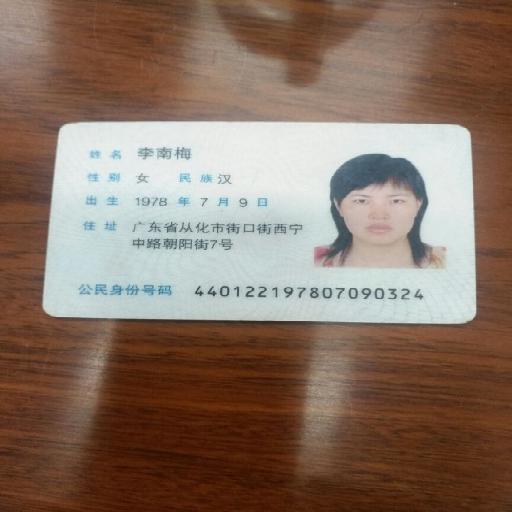 姓名 李南梅
性别 女 民族 汉
出生 1978 年 7 月 9 日
住址 广东省从化市街口街西宁
中路朝阳街7号
公民身份号码 440122197807090324